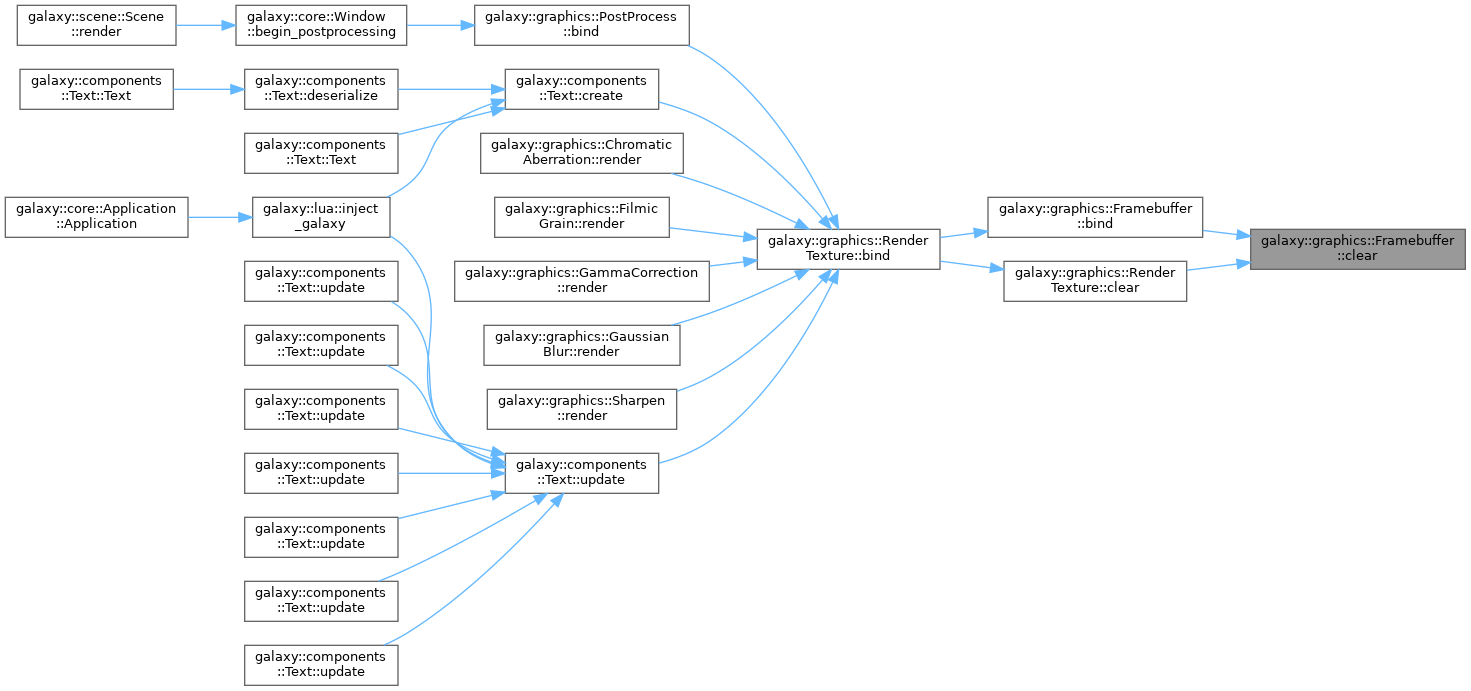 galaxy::scene::Scene
::render
galaxy::core::Window
::begin_postprocessing
galaxy::graphics::PostProcess
::bind
galaxy::components
::Text::Text
galaxy::components
::Text::deserialize
galaxy::components
::Text::create
galaxy::components
::Text::Text
galaxy::graphics::Chromatic
Aberration::render
galaxy::core::Application
::Application
galaxy::lua::inject
_galaxy
galaxy::graphics::Filmic
Grain::render
galaxy::graphics::Framebuffer
::bind
galaxy::graphics::Render
Texture::bind
galaxy::graphics::Framebuffer
::clear
galaxy::components
::Text::update
galaxy::graphics::GammaCorrection
::render
galaxy::graphics::Render
Texture::clear
galaxy::components
::Text::update
galaxy::graphics::Gaussian
Blur::render
galaxy::components
::Text::update
galaxy::graphics::Sharpen
::render
galaxy::components
::Text::update
galaxy::components
::Text::update
galaxy::components
::Text::update
galaxy::components
::Text::update
galaxy::components
::Text::update